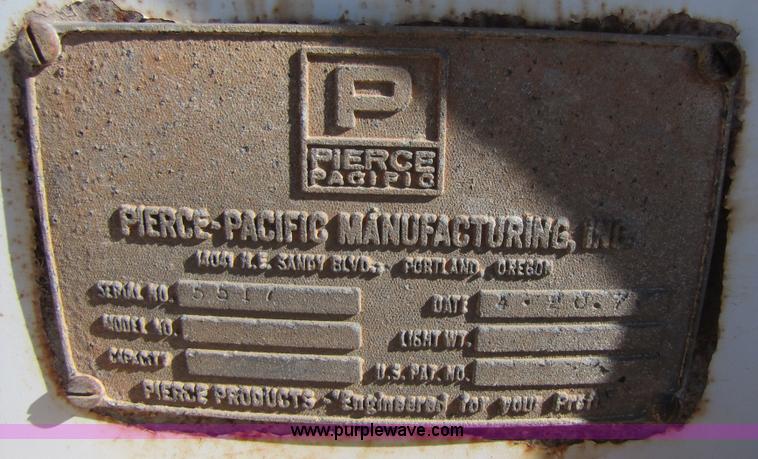 P
PIERCE
PACIFIC
PIERCE-PACIFIC MANUFACTURING, INC.
N.E. SANDY BLVD., PORTLAND, OREGON
SERIAL NO. 5517 DATE
MODEL NO. LIGHT WT.
U.S. PAT. NO.
PIERCE PRODUCTS "Engineered for your
www.purplewave.com